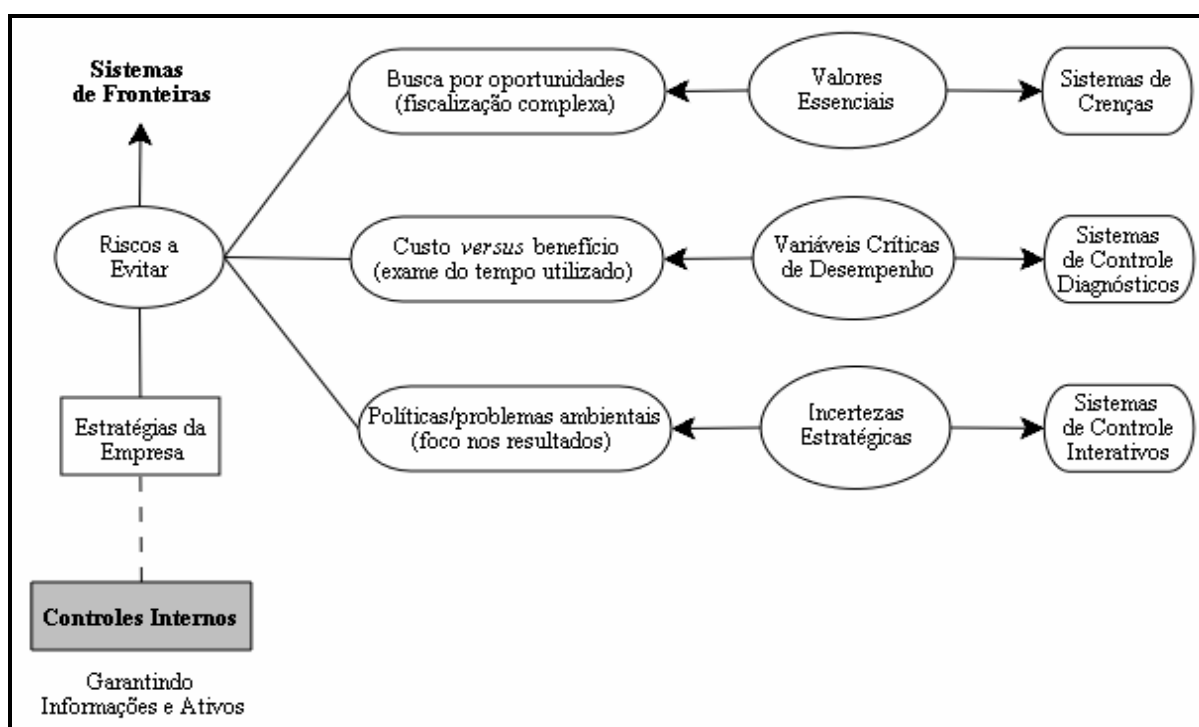 Sistemas
de Fronteiras
Busca por oportunidades
(fiscalização complexa)
Valores
Essenciais
Sistemas de
Crenças
Riscos a
Evitar
Custo versus benefício
(exame do tempo utilizado)
Variáveis Críticas
de Desempenho
Sistemas
de Controle
Diagnósticos
Estratégias da
Empresa
Políticas/problemas ambientais
(foco nos resultados)
Incertezas
Estratégicas
Sistemas
de Controle
Interativos
Controles Internos
Garantindo
Informações e Ativos